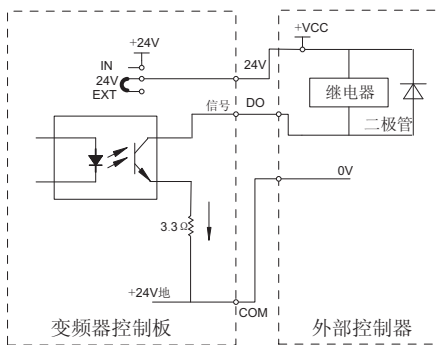 +24V
IN
24V
EXT
24V
+VCC
继电器
二极管
信号
DO
0V
3.3Ω
+24V地
COM
变频器控制板
外部控制器